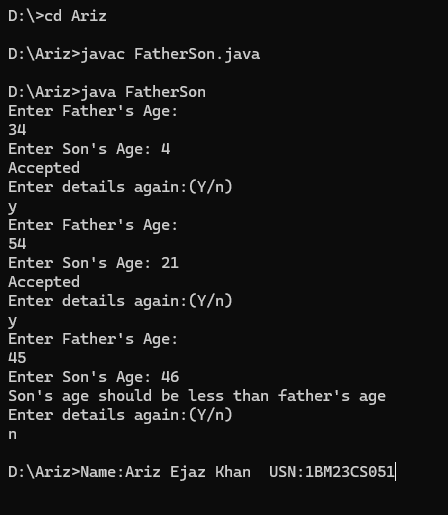 D:\>cd Ariz
D:\Ariz>javac FatherSon.java
D:\Ariz>java FatherSon
Enter Father's Age:
34
Enter Son's Age: 4
Accepted
Enter details again:(Y/n)
y
Enter Father's Age:
54
Enter Son's Age: 21
Accepted
Enter details again:(Y/n)
y
Enter Father's Age:
45
Enter Son's Age: 46
Son's age should be less than father's age
Enter details again:(Y/n)
n
D:\Ariz>Name:Ariz Ejaz Khan  USN:1BM23CS051